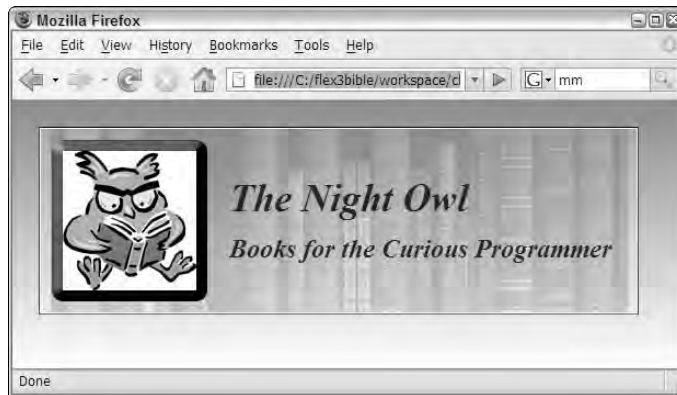 Mozilla Firefox
File Edit View History Bookmarks Tools Help
file:///C:/flex3bible/workspace/c G mm
The Night Owl
Books for the Curious Programmer
Done